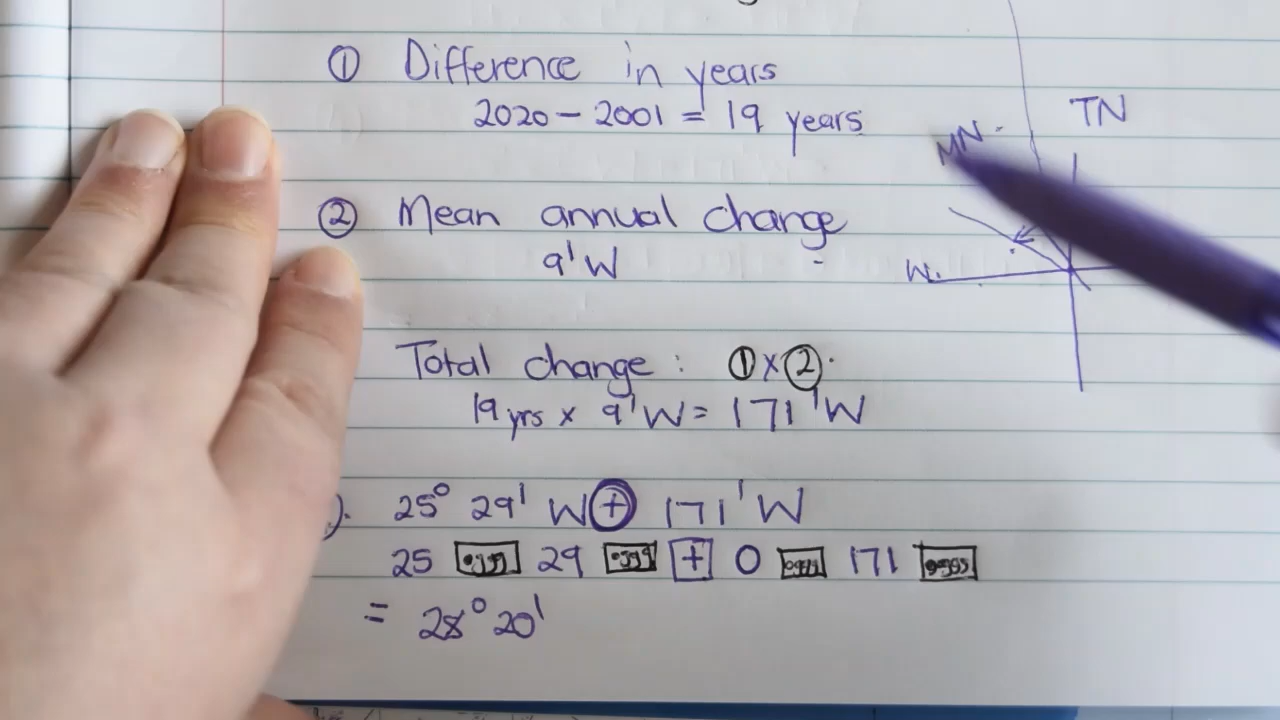 ① Difference in years
2020 - 2001 = 19 years
TN
MN
② Mean annual change
9' W
W
Total change : ① x ②
19 yrs x 9' W = 171' W
). 25° 29' W + 171' W
25 °''' 29 °''' + 0 °''' 171 °'''
= 28° 20'